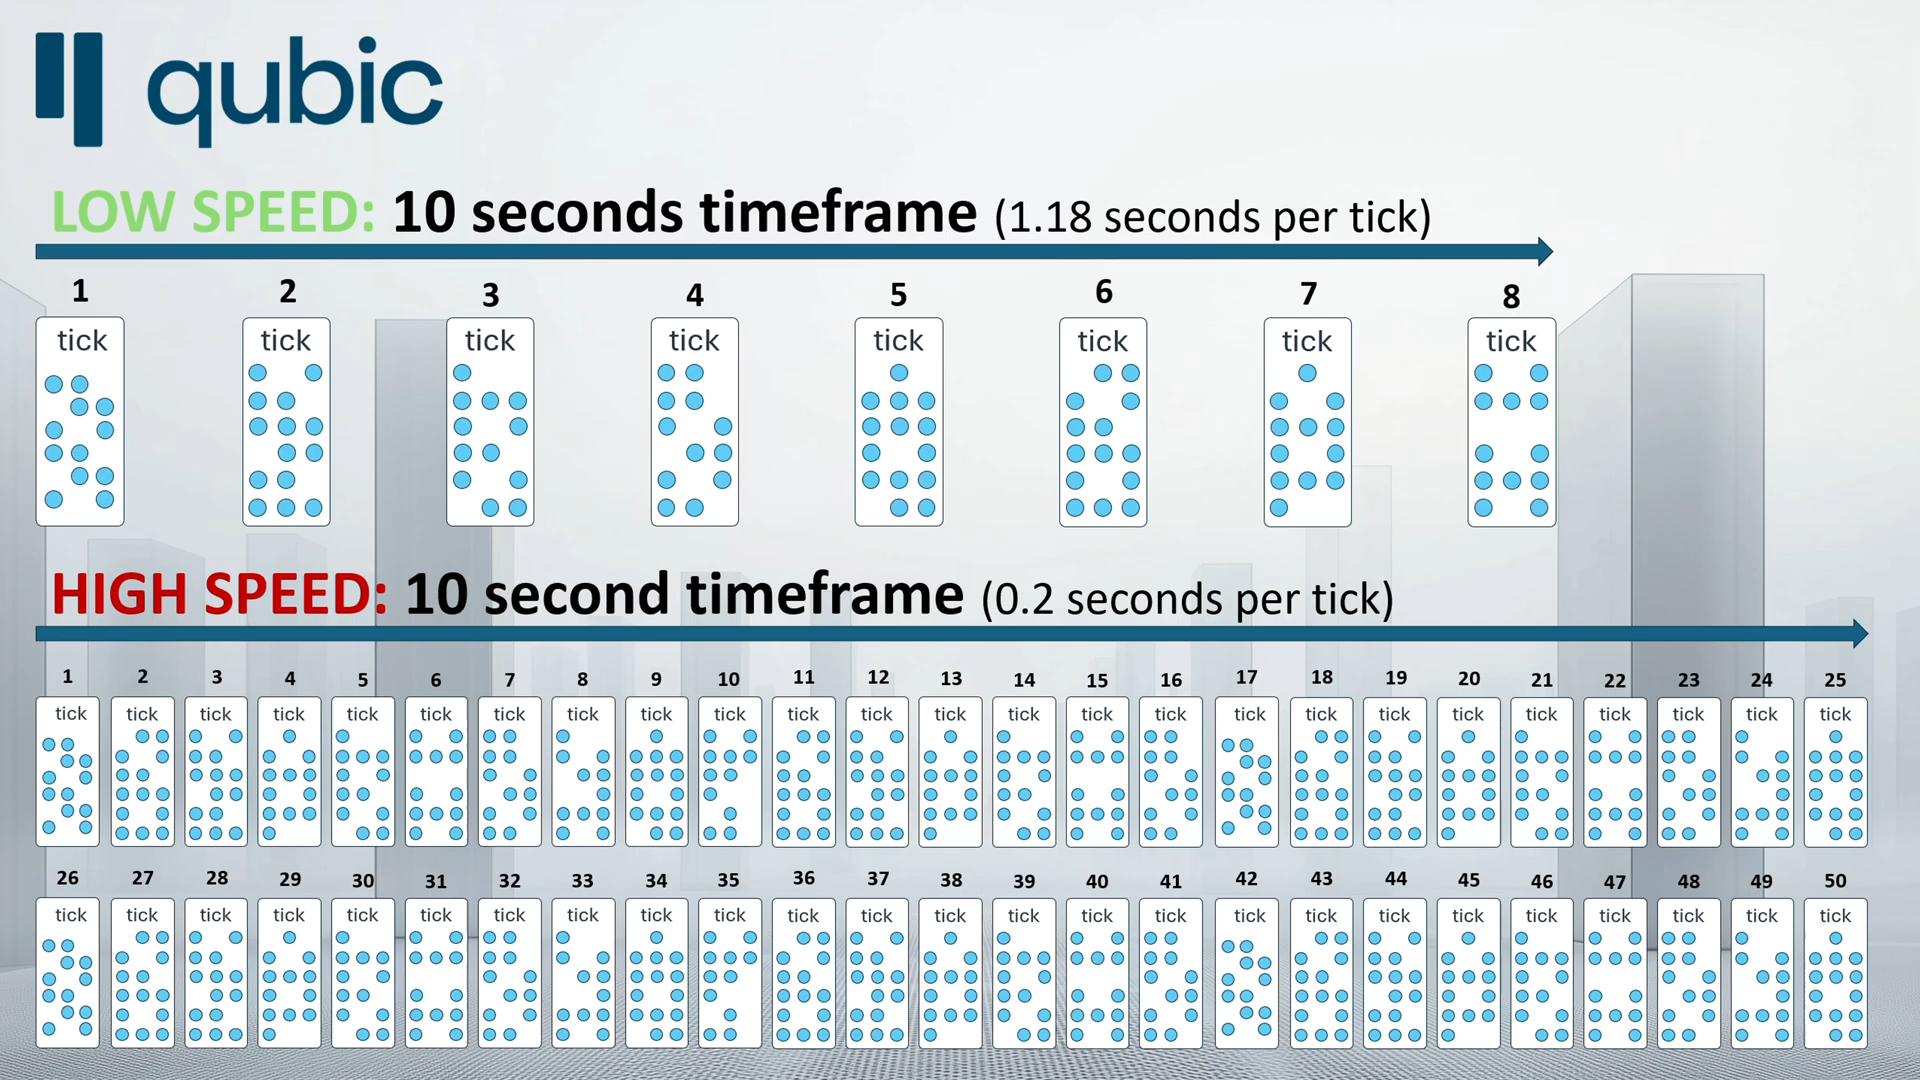 qubic
LOW SPEED: 10 seconds timeframe (1.18 seconds per tick)
1 2 3 4 5 6 7 8
tick tick tick tick tick tick tick tick
HIGH SPEED: 10 second timeframe (0.2 seconds per tick)
1 2 3 4 5 6 7 8 9 10 11 12 13 14 15 16 17 18 19 20 21 22 23 24 25
tick tick tick tick tick tick tick tick tick tick tick tick tick tick tick tick tick tick tick tick tick tick tick tick tick
26 27 28 29 30 31 32 33 34 35 36 37 38 39 40 41 42 43 44 45 46 47 48 49 50
tick tick tick tick tick tick tick tick tick tick tick tick tick tick tick tick tick tick tick tick tick tick tick tick tick